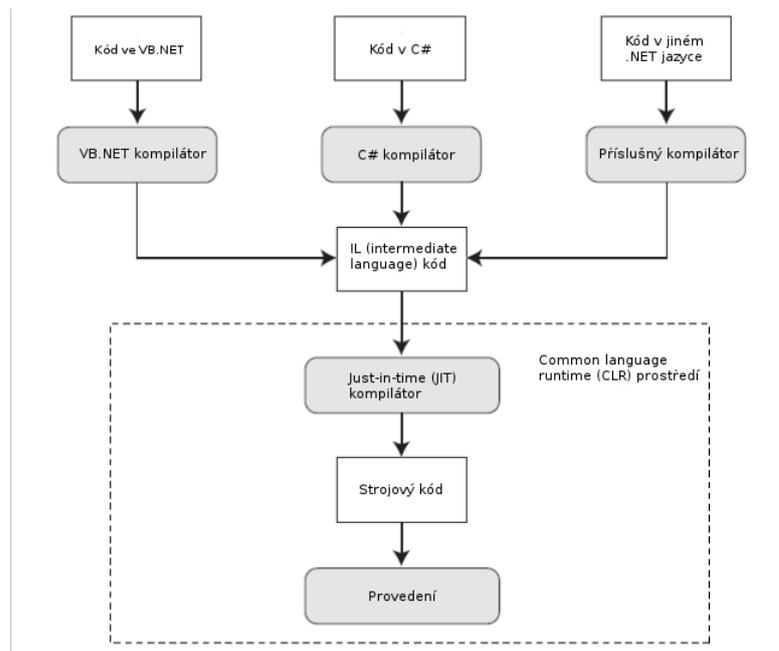 Kód ve VB.NET
Kód v C#
Kód v jiném
.NET jazyce
VB.NET kompilátor
C# kompilátor
Příslušný kompilátor
IL (intermediate
language) kód
Common language
runtime (CLR) prostředí
Just-in-time (JIT)
kompilátor
Strojový kód
Provedení